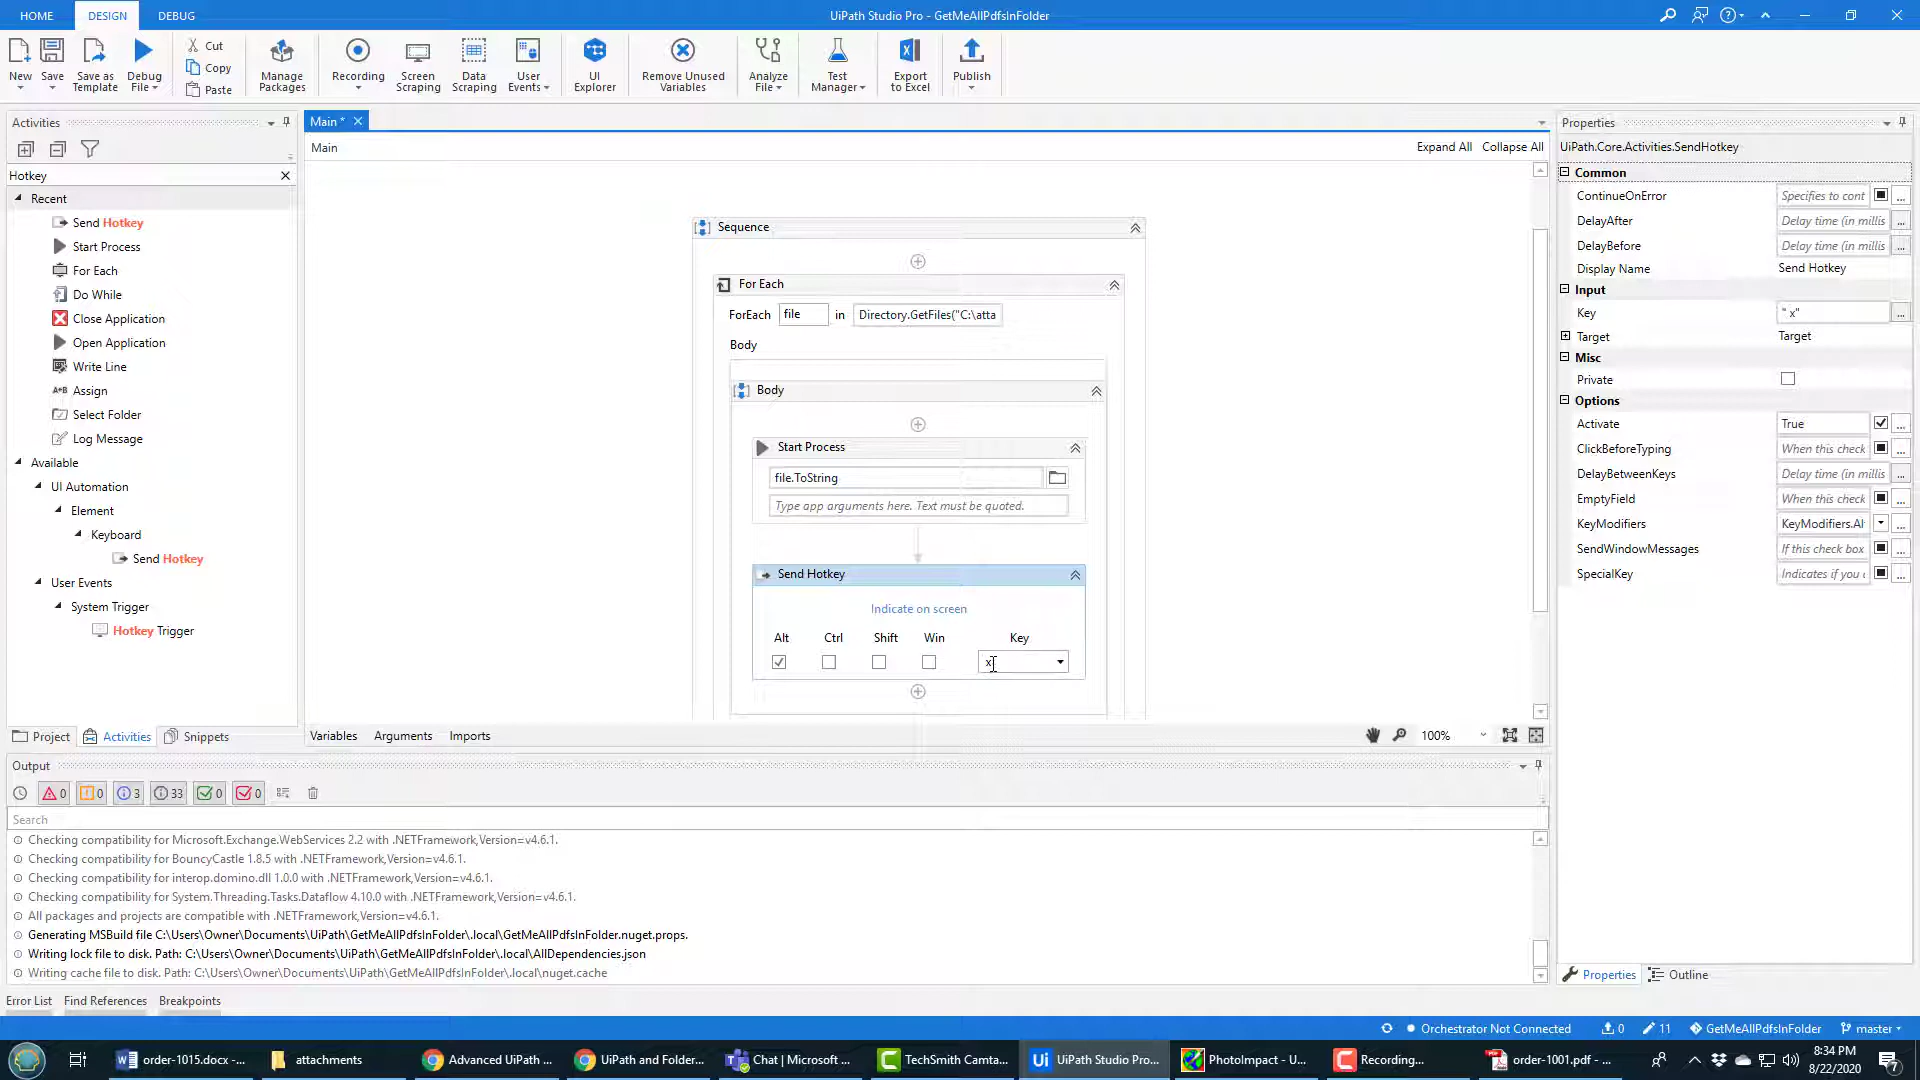 HOME DESIGN DEBUG UiPath Studio Pro - GetMeAllPdfsInFolder
New Save Save as Template Debug File Cut Copy Paste Manage Packages Recording Screen Scraping Data Scraping User Events UI Explorer Remove Unused Variables Analyze File Test Manager Export to Excel Publish
Activities
Hotkey
Recent
Send Hotkey
Start Process
For Each
Do While
Close Application
Open Application
Write Line
Assign
Select Folder
Log Message
Available
UI Automation
Element
Keyboard
Send Hotkey
User Events
System Trigger
Hotkey Trigger
Project Activities Snippets
Main *
Main Expand All Collapse All
Sequence
For Each
ForEach file in Directory.GetFiles("C:\atta
Body
Body
Start Process
file.ToString
Type app arguments here. Text must be quoted.
Send Hotkey
Indicate on screen
Alt Ctrl Shift Win Key
x
Variables Arguments Imports 100%
Properties
UiPath.Core.Activities.SendHotkey
Common
ContinueOnError Specifies to cont ...
DelayAfter Delay time (in millis ...
DelayBefore Delay time (in millis ...
Display Name Send Hotkey
Input
Key " x" ...
Target Target
Misc
Private
Options
Activate True ...
ClickBeforeTyping When this check ...
DelayBetweenKeys Delay time (in millis ...
EmptyField When this check ...
KeyModifiers KeyModifiers.Al ...
SendWindowMessages If this check box ...
SpecialKey Indicates if you ...
Properties Outline
Output
0 0 3 33 0 0
Search
Checking compatibility for Microsoft.Exchange.WebServices 2.2 with .NETFramework,Version=v4.6.1.
Checking compatibility for BouncyCastle 1.8.5 with .NETFramework,Version=v4.6.1.
Checking compatibility for interop.domino.dll 1.0.0 with .NETFramework,Version=v4.6.1.
Checking compatibility for System.Threading.Tasks.Dataflow 4.10.0 with .NETFramework,Version=v4.6.1.
All packages and projects are compatible with .NETFramework,Version=v4.6.1.
Generating MSBuild file C:\Users\Owner\Documents\UiPath\GetMeAllPdfsInFolder\.local\GetMeAllPdfsInFolder.nuget.props.
Writing lock file to disk. Path: C:\Users\Owner\Documents\UiPath\GetMeAllPdfsInFolder\.local\AllDependencies.json
Writing cache file to disk. Path: C:\Users\Owner\Documents\UiPath\GetMeAllPdfsInFolder\.local\nuget.cache
Error List Find References Breakpoints
Orchestrator Not Connected 0 11 GetMeAllPdfsInFolder master
order-1015.docx -... attachments Advanced UiPath ... UiPath and Folder... Chat | Microsoft ... TechSmith Camta... UiPath Studio Pro... PhotoImpact - U... Recording... order-1001.pdf - ... 8:34 PM
8/22/2020